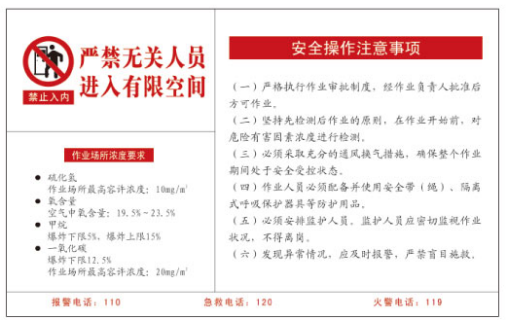 严禁无关人员
进入有限空间
禁止入内
作业场所浓度要求
● 硫化氢
作业场所最高容许浓度：10mg/m³
● 氧含量
空气中氧含量：19.5%~23.5%
● 甲烷
爆炸下限5%、爆炸上限15%
● 一氧化碳
爆炸下限12.5%
作业场所最高容许浓度：20mg/m³
安全操作注意事项
（一）严格执行作业审批制度，经作业负责人批准后
方可作业。
（二）坚持先检测后作业的原则，在作业开始前，对
危险有害因素浓度进行检测。
（三）必须采取充分的通风换气措施，确保整个作业
期间处于安全受控状态。
（四）作业人员必须配备并使用安全带（绳）、隔离
式呼吸保护器具等防护用品。
（五）必须安排监护人员。监护人员应密切监视作业
状况，不得离岗。
（六）发现异常情况，应及时报警，严禁盲目施救。
报警电话：110
急救电话：120
火警电话：119